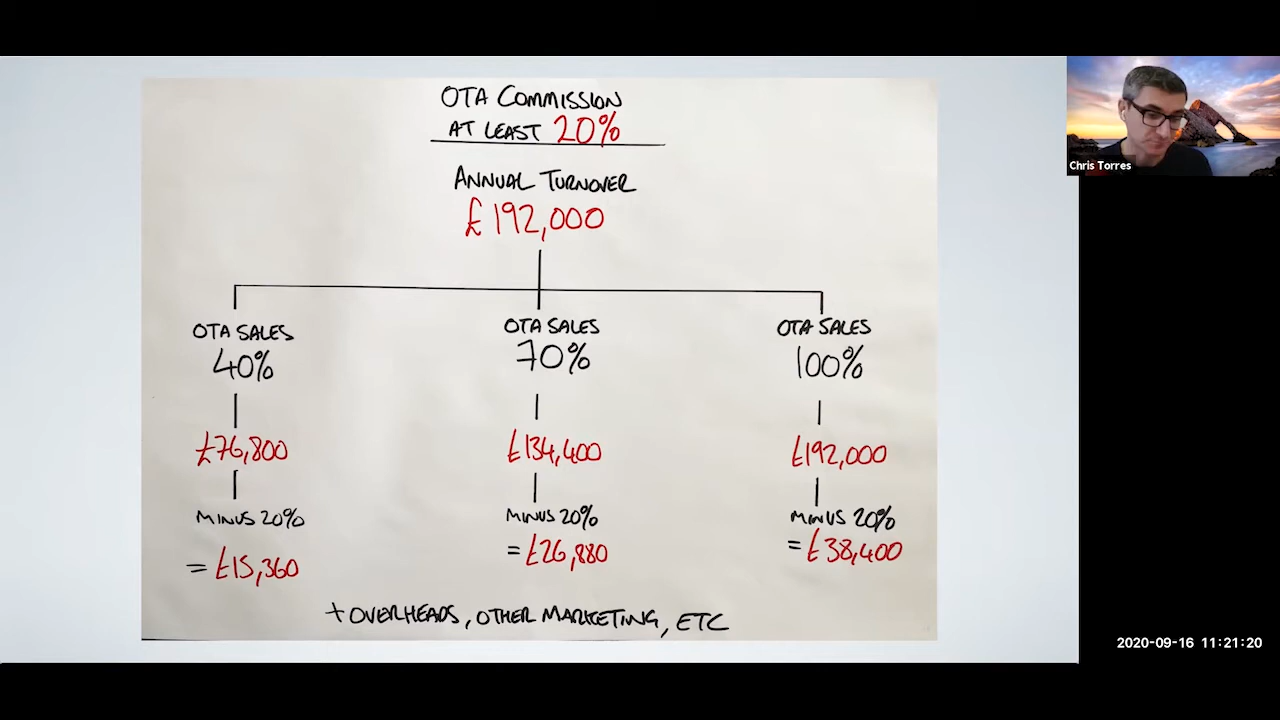 OTA COMMISSION
AT LEAST 20%
ANNUAL TURNOVER
£192,000
OTA SALES
40%
£76,800
MINUS 20%
= £15,360
OTA SALES
70%
£134,400
MINUS 20%
= £26,880
OTA SALES
100%
£192,000
MINUS 20%
= £38,400
+ OVERHEADS, OTHER MARKETING, ETC
Chris Torres
2020-09-16 11:21:20